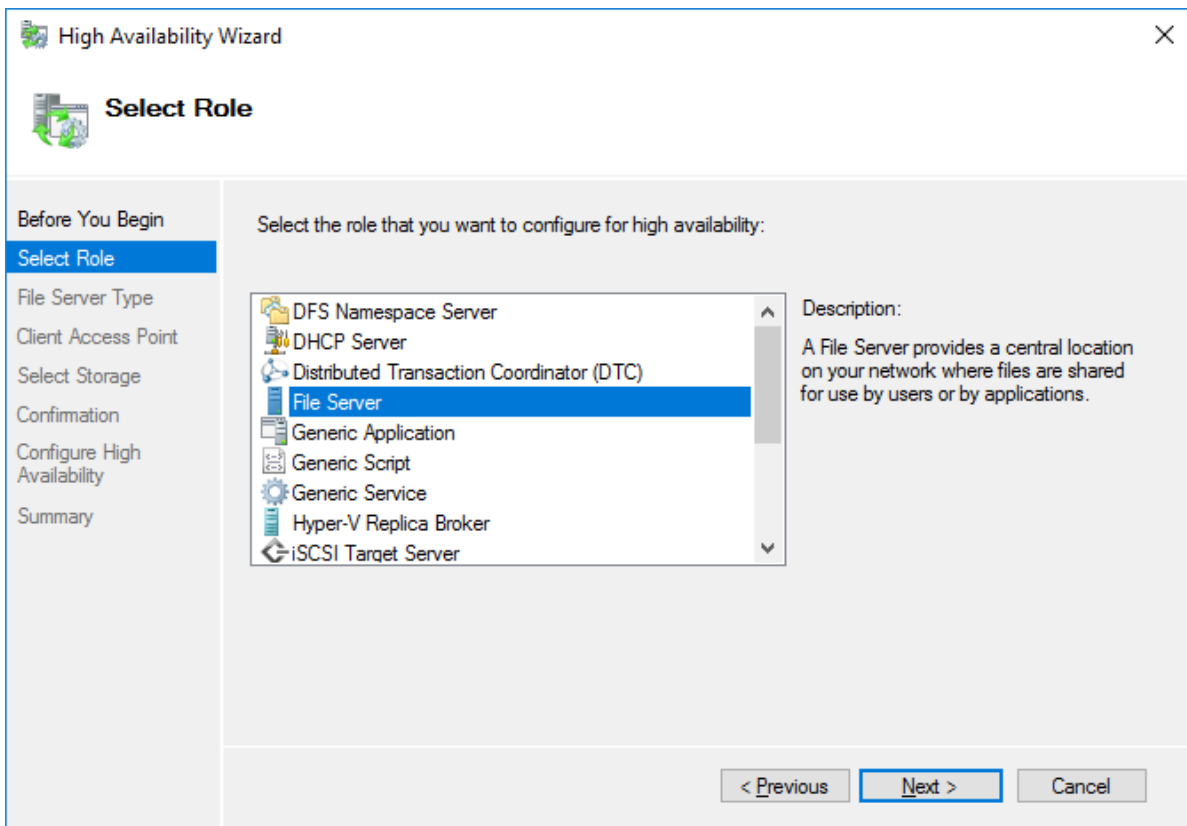 High Availability Wizard
Select Role
Before You Begin
Select Role
File Server Type
Client Access Point
Select Storage
Confirmation
Configure High
Availability
Summary
Select the role that you want to configure for high availability:
DFS Namespace Server
DHCP Server
Distributed Transaction Coordinator (DTC)
File Server
Generic Application
Generic Script
Generic Service
Hyper-V Replica Broker
iSCSI Target Server
Description:
A File Server provides a central location
on your network where files are shared
for use by users or by applications.
< Previous
Next >
Cancel